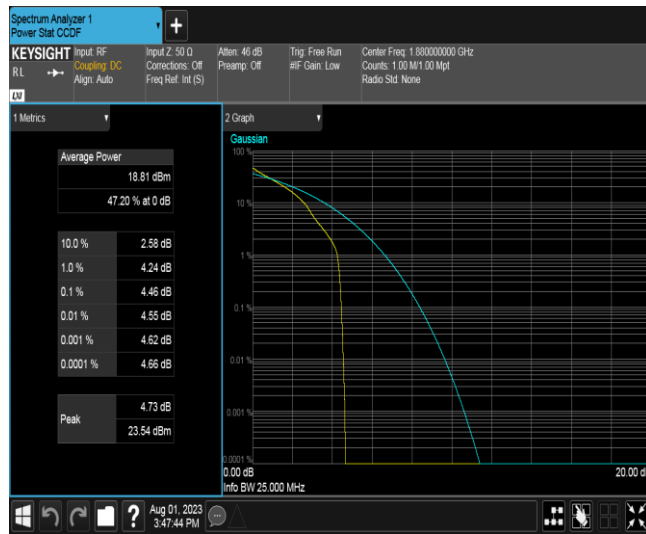 Spectrum Analyzer 1
Power Stat CCDF
+
KEYSIGHT
Input: RF
Coupling: DC
Align: Auto
Input Z: 50 Ω
Corrections: Off
Freq Ref: Int (S)
Atten: 46 dB
Preamp: Off
Trig: Free Run
#IF Gain: Low
Center Freq: 1.880000000 GHz
Counts: 1.00 M/1.00 Mpt
Radio Std: None
RL
LXI
1 Metrics
2 Graph
Average Power
18.81 dBm
47.20 % at 0 dB
10.0 % 2.58 dB
1.0 % 4.24 dB
0.1 % 4.46 dB
0.01 % 4.55 dB
0.001 % 4.62 dB
0.0001 % 4.66 dB
Peak
4.73 dB
23.54 dBm
Gaussian
100 %
10 %
1 %
0.1 %
0.01 %
0.001 %
0.0001 %
0.00 dB
20.00 d
Info BW 25.000 MHz
?
Aug 01, 2023
3:47:44 PM